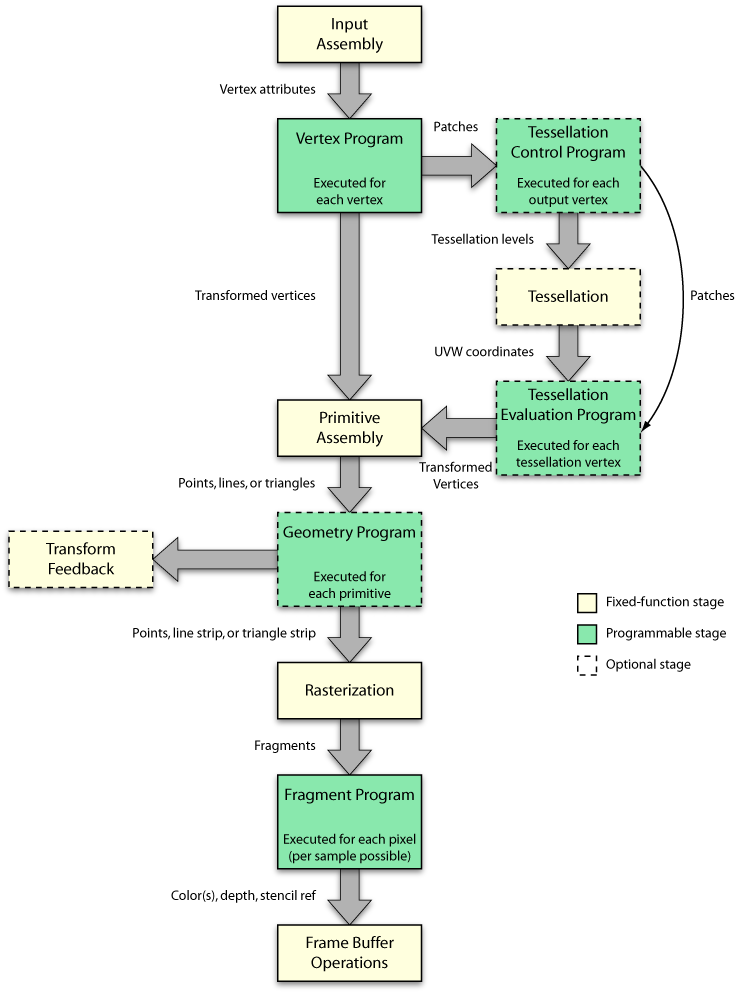 Input
Assembly
Vertex attributes
Vertex Program
Executed for
each vertex
Patches
Tessellation
Control Program
Executed for each
output vertex
Tessellation levels
Transformed vertices
Tessellation
Patches
UVW coordinates
Tessellation
Evaluation Program
Executed for each
tessellation vertex
Primitive
Assembly
Transformed
Vertices
Points, lines, or triangles
Geometry Program
Executed for
each primitive
Transform
Feedback
Points, line strip, or triangle strip
Rasterization
Fragments
Fragment Program
Executed for each pixel
(per sample possible)
Color(s), depth, stencil ref
Frame Buffer
Operations
Fixed-function stage
Programmable stage
Optional stage